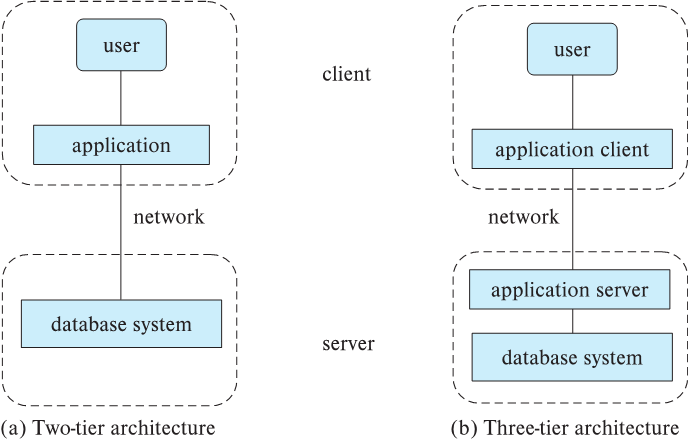 user
application
network
database system
(a) Two-tier architecture
client
server
user
application client
network
application server
database system
(b) Three-tier architecture